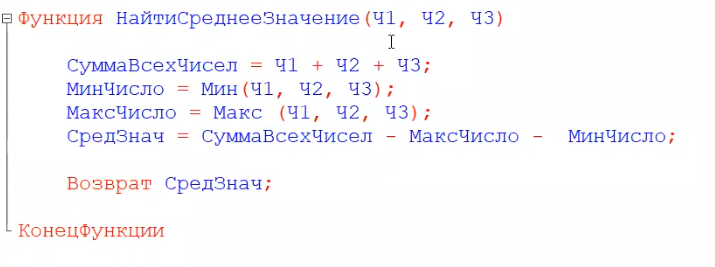 Функция НайтиСреднееЗначение(Ч1, Ч2, Ч3)
СуммаВсехЧисел = Ч1 + Ч2 + Ч3;
МинЧисло = Мин(Ч1, Ч2, Ч3);
МаксЧисло = Макс (Ч1, Ч2, Ч3);
СредЗнач = СуммаВсехЧисел - МаксЧисло -  МинЧисло;
Возврат СредЗнач;
КонецФункции